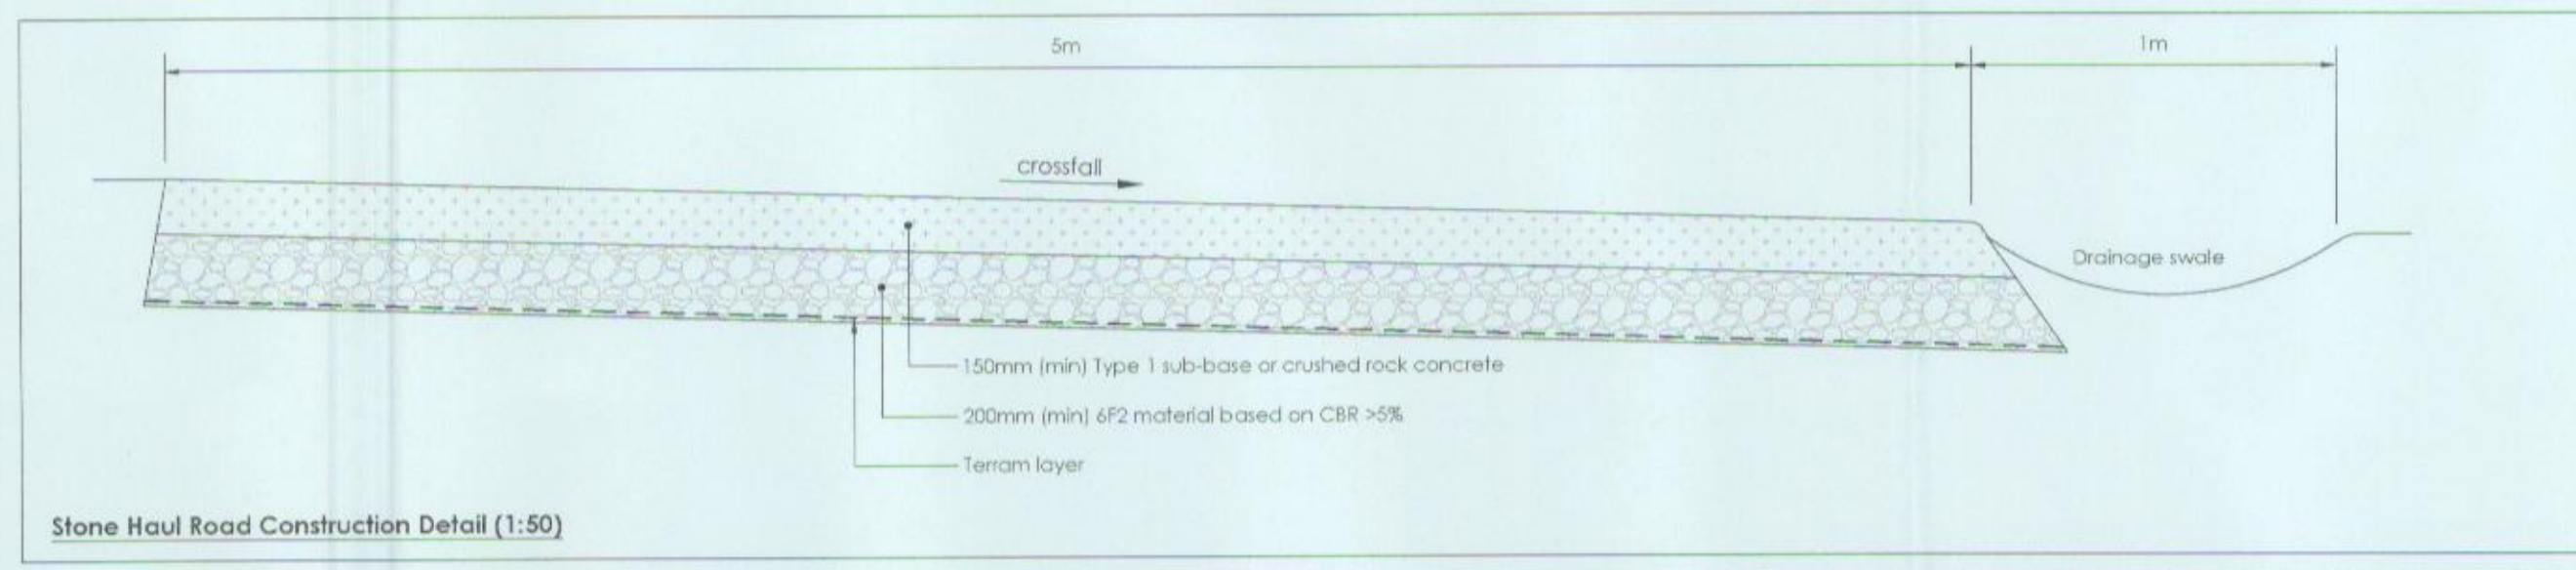 5m
1m
crossfall
Drainage swale
150mm (min) Type 1 sub-base or crushed rock concrete
200mm (min) 6F2 material based on CBR >5%
Terram layer
Stone Haul Road Construction Detail (1:50)